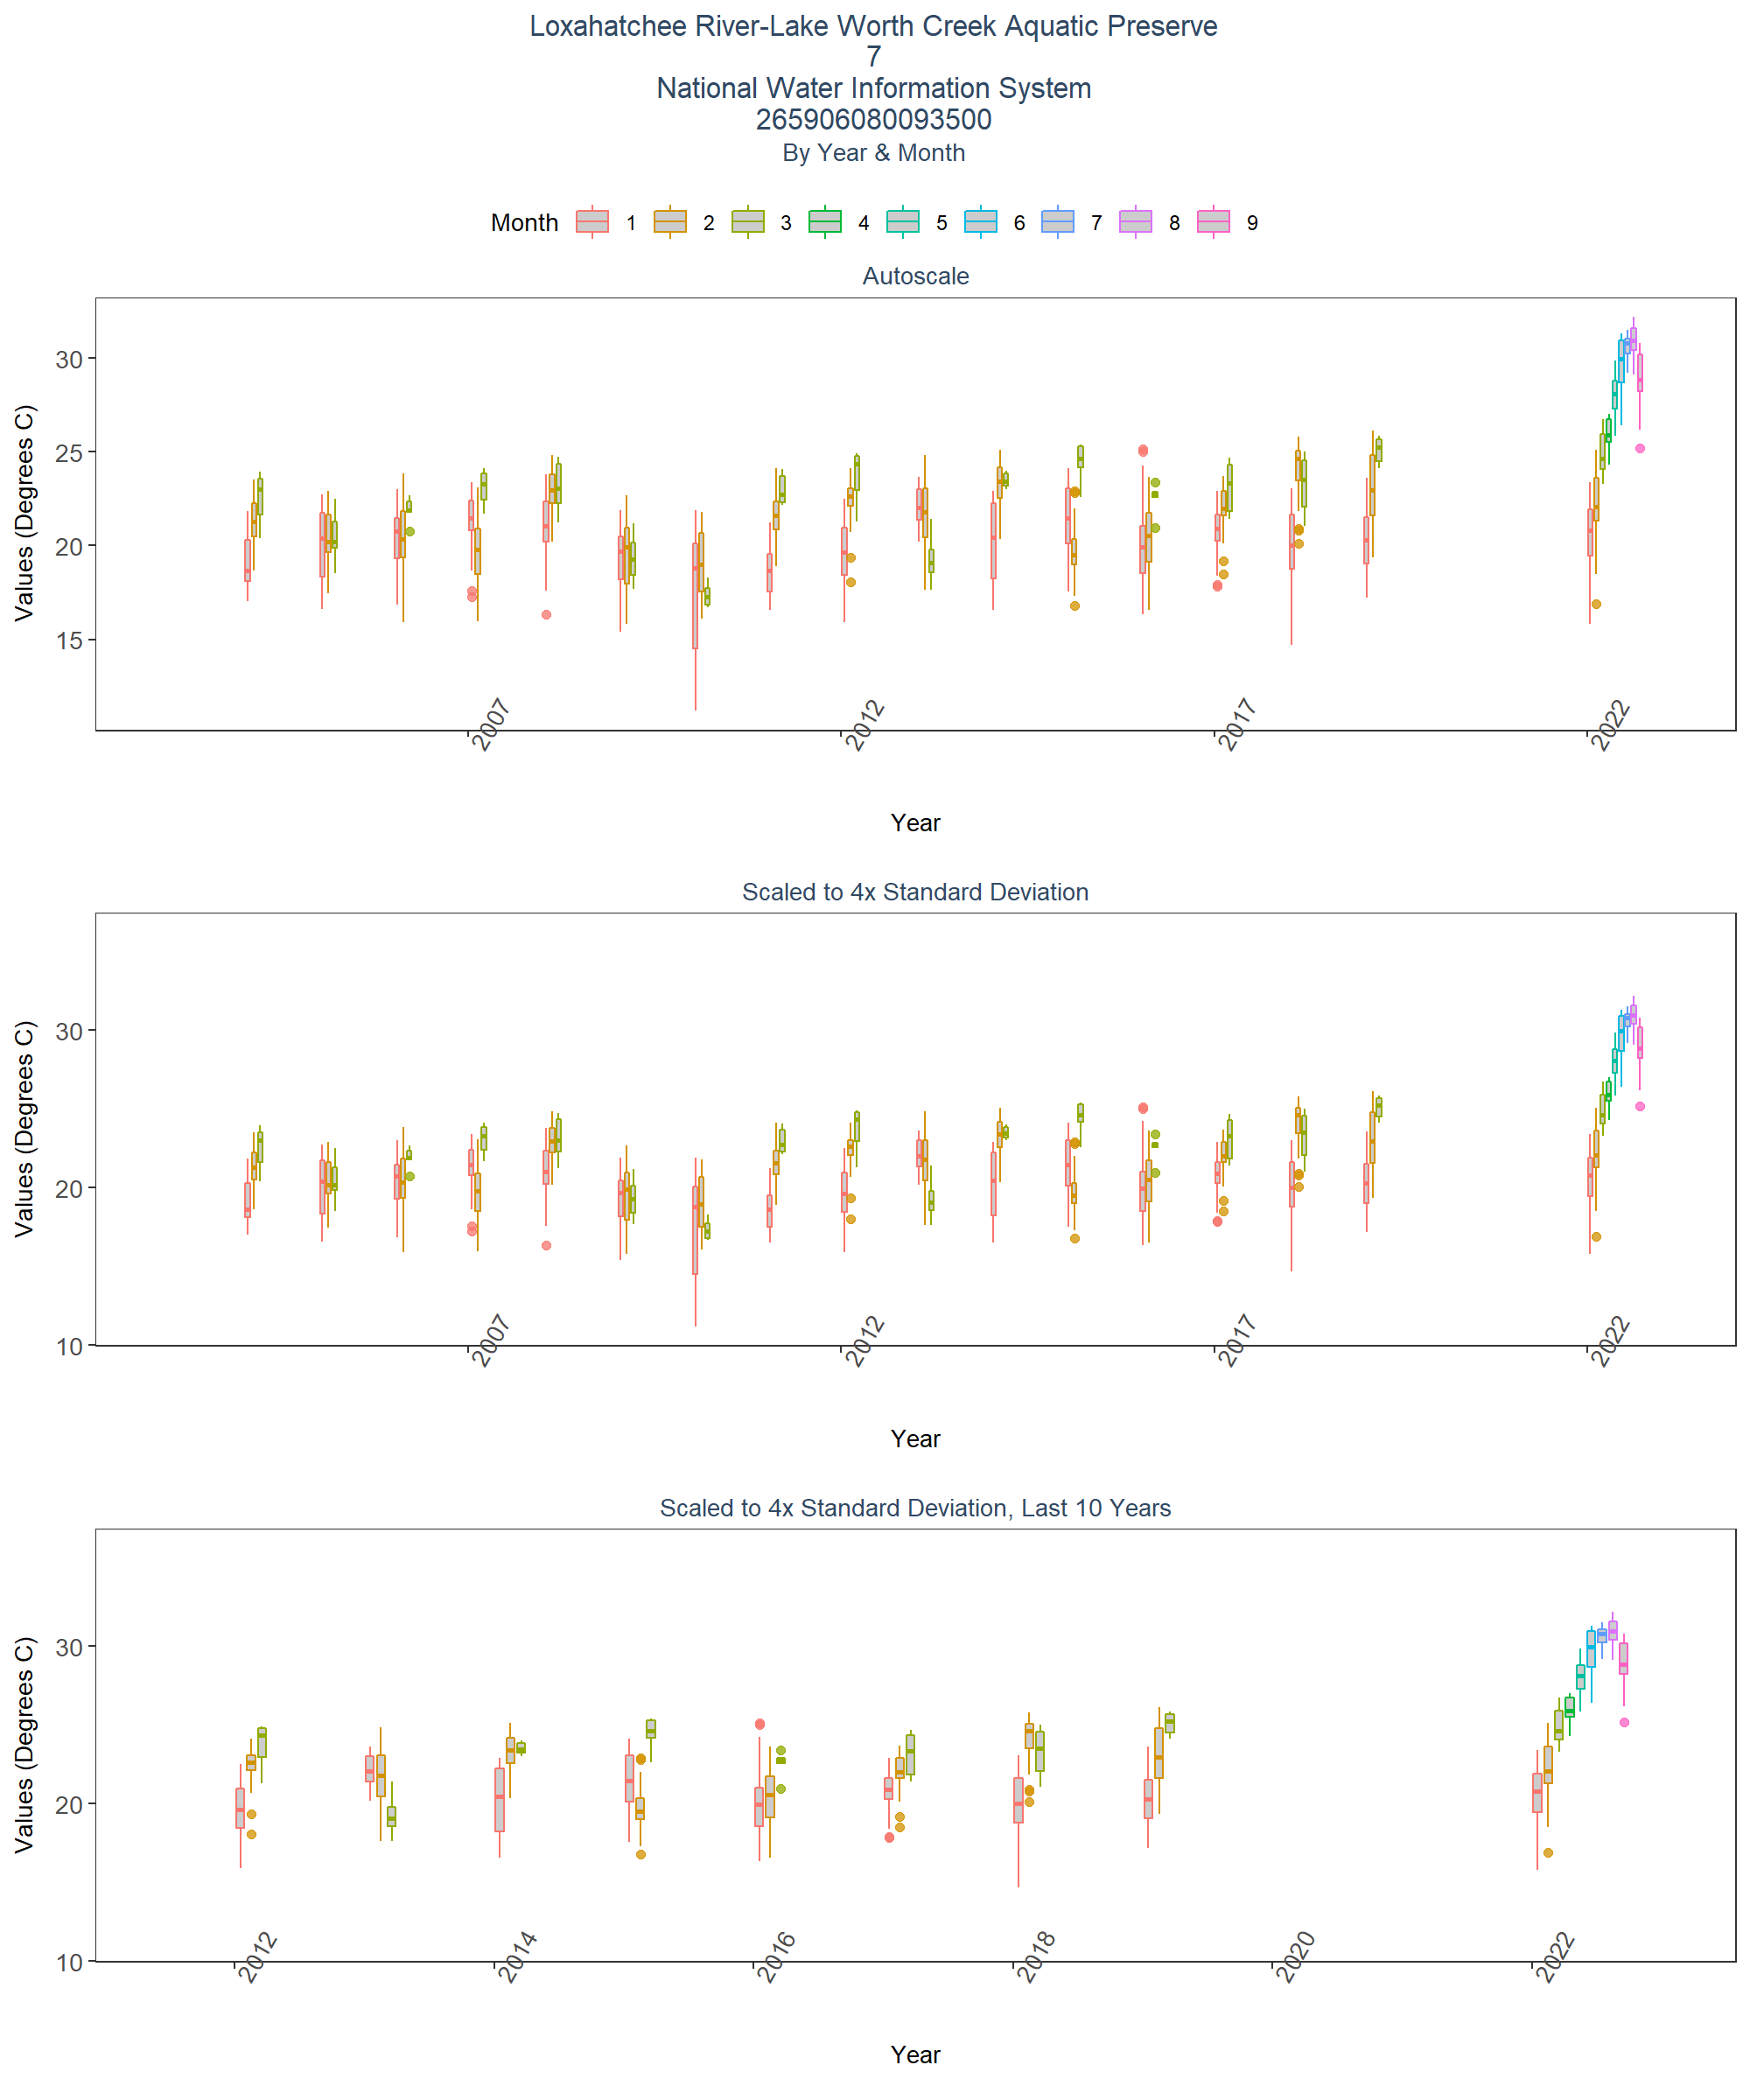 Loxahatchee River-Lake Worth Creek Aquatic Preserve
7
National Water Information System
265906080093500
By Year & Month
Month 1 2 3 4 5 6 7 8 9
Autoscale
Values (Degrees C)
30
25
20
15
2007 2012 2017 2022
Year
Scaled to 4x Standard Deviation
Values (Degrees C)
30
20
10
2007 2012 2017 2022
Year
Scaled to 4x Standard Deviation, Last 10 Years
Values (Degrees C)
30
20
10
2012 2014 2016 2018 2020 2022
Year